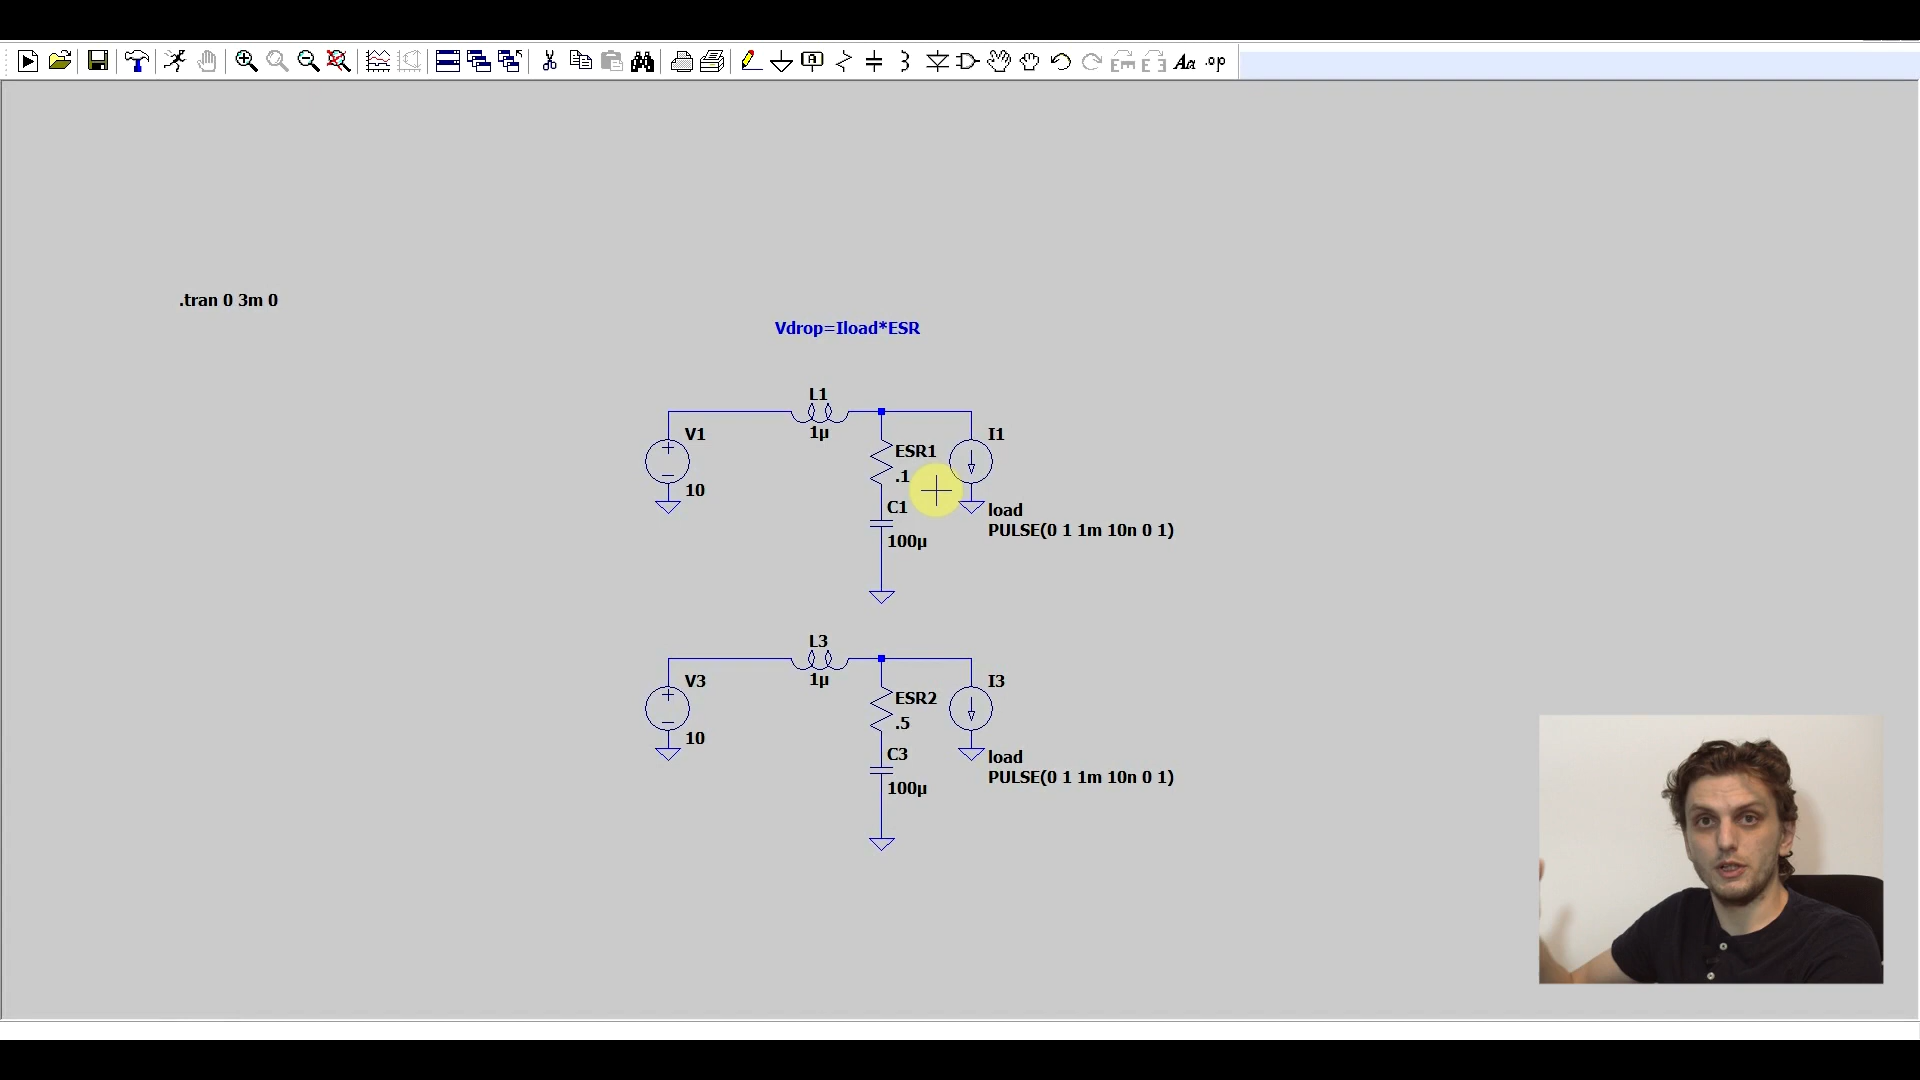 .tran 0 3m 0
Vdrop=Iload*ESR
L1
1µ
V1
10
ESR1
.1
C1
100µ
I1
load
PULSE(0 1 1m 10n 0 1)
L3
1µ
V3
10
ESR2
.5
C3
100µ
I3
load
PULSE(0 1 1m 10n 0 1)
Aa
.op